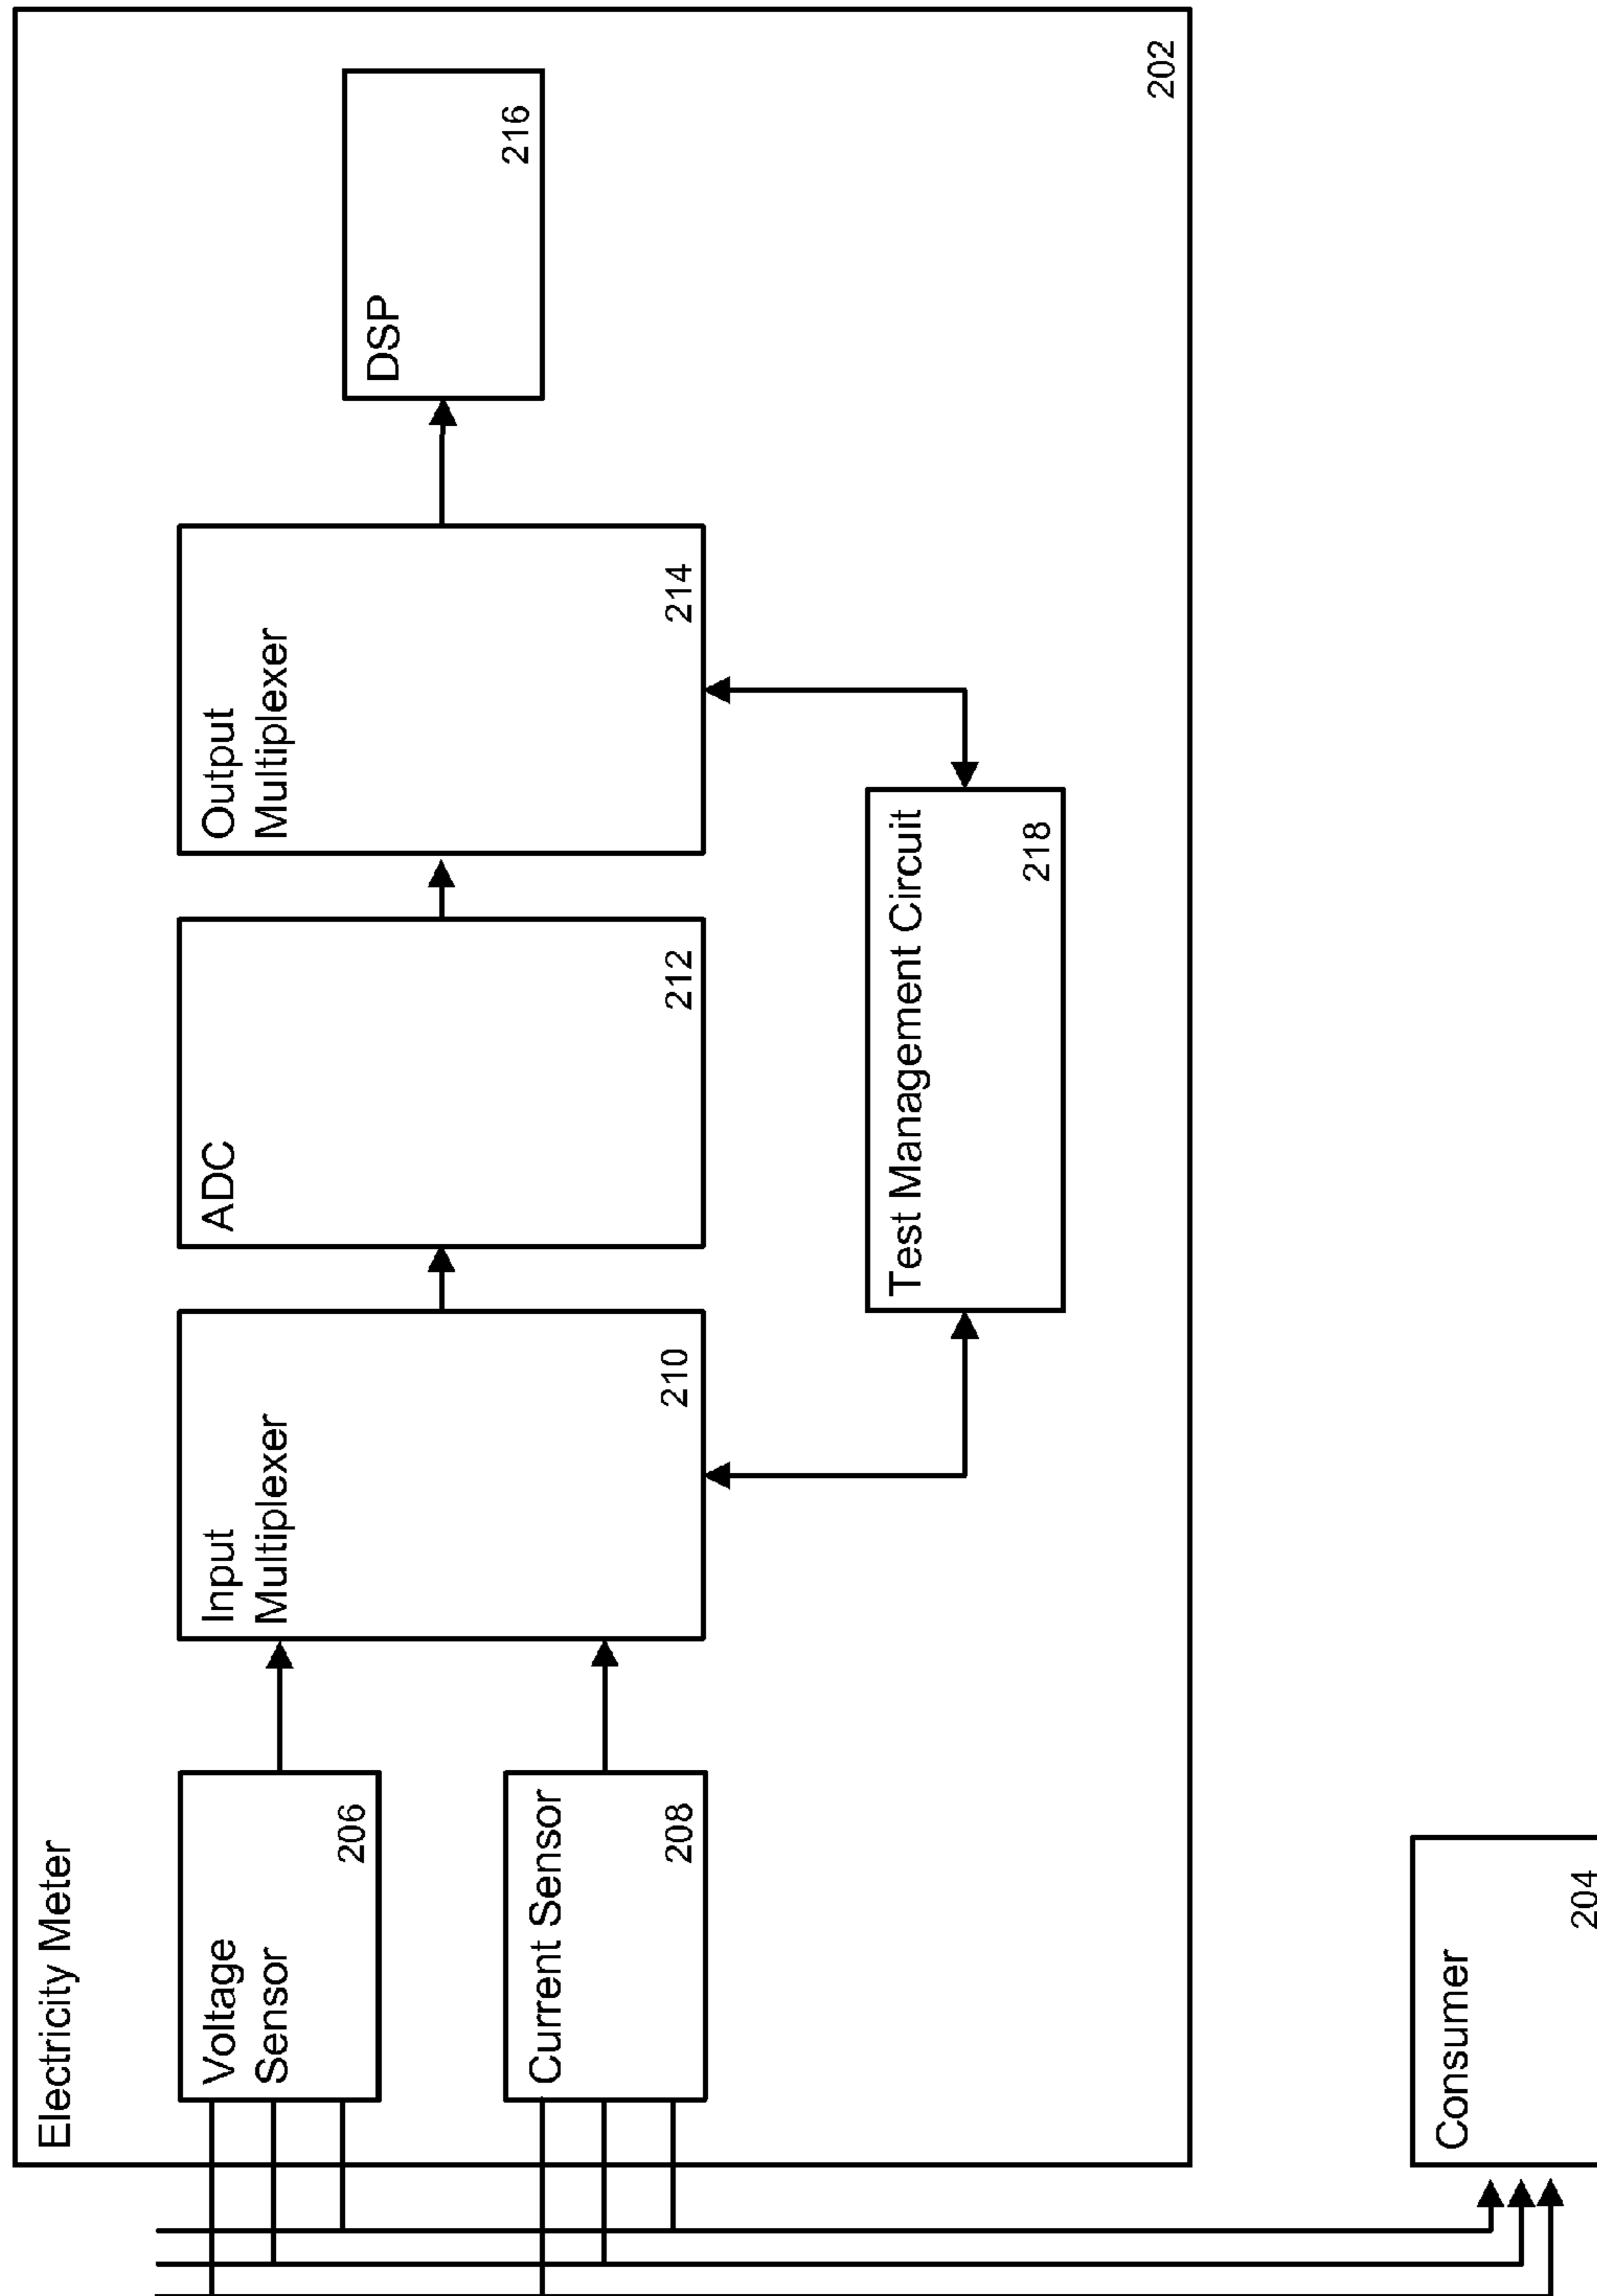 Electricity Meter
Voltage
Sensor
206
Current Sensor
208
Input
Multiplexer
210
ADC
212
Output
Multiplexer
214
DSP
216
Test Management Circuit
218
202
Consumer
204